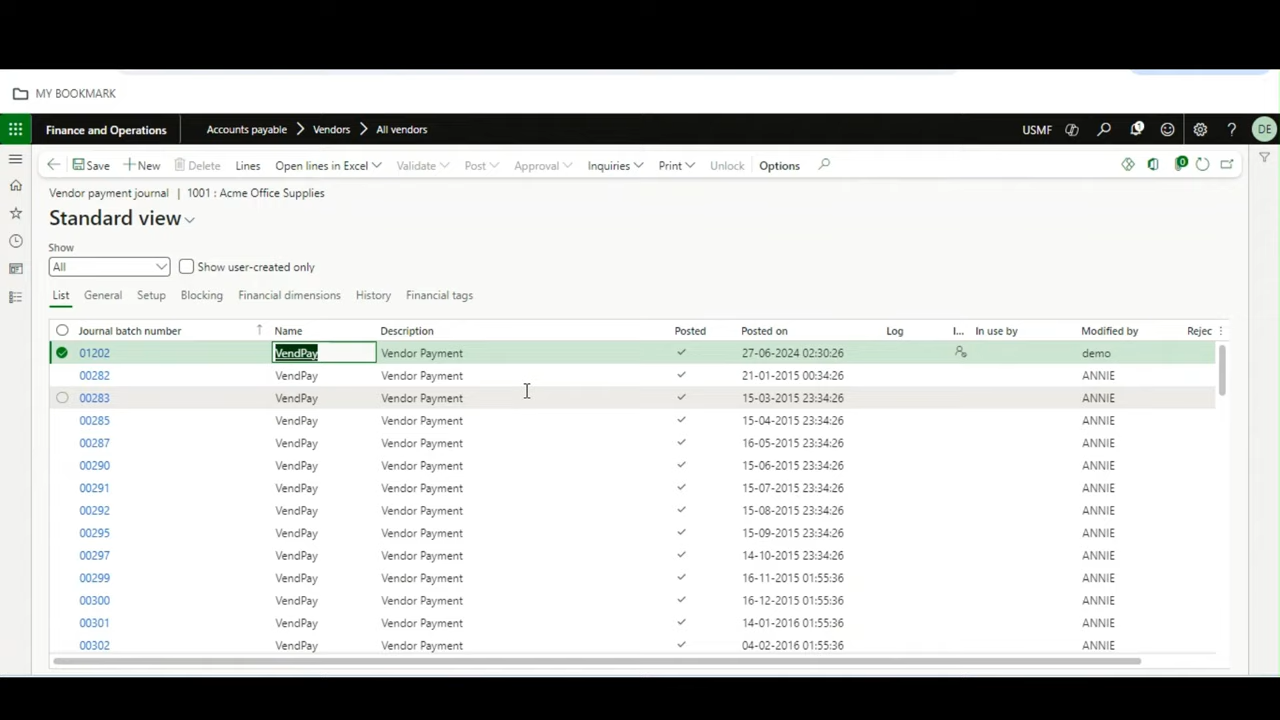 MY BOOKMARK
Finance and Operations Accounts payable Vendors All vendors USMF ? DE
Save New Delete Lines Open lines in Excel Validate Post Approval Inquiries Print Unlock Options 0
Vendor payment journal | 1001 : Acme Office Supplies
Standard view
Show
All Show user-created only
List General Setup Blocking Financial dimensions History Financial tags
Journal batch number Name Description Posted Posted on Log I... In use by Modified by Rejec
01202 VendPay Vendor Payment 27-06-2024 02:30:26 demo
00282 VendPay Vendor Payment 21-01-2015 00:34:26 ANNIE
00283 VendPay Vendor Payment 15-03-2015 23:34:26 ANNIE
00285 VendPay Vendor Payment 15-04-2015 23:34:26 ANNIE
00287 VendPay Vendor Payment 16-05-2015 23:34:26 ANNIE
00290 VendPay Vendor Payment 15-06-2015 23:34:26 ANNIE
00291 VendPay Vendor Payment 15-07-2015 23:34:26 ANNIE
00292 VendPay Vendor Payment 15-08-2015 23:34:26 ANNIE
00295 VendPay Vendor Payment 15-09-2015 23:34:26 ANNIE
00297 VendPay Vendor Payment 14-10-2015 23:34:26 ANNIE
00299 VendPay Vendor Payment 16-11-2015 01:55:36 ANNIE
00300 VendPay Vendor Payment 16-12-2015 01:55:36 ANNIE
00301 VendPay Vendor Payment 14-01-2016 01:55:36 ANNIE
00302 VendPay Vendor Payment 04-02-2016 01:55:36 ANNIE